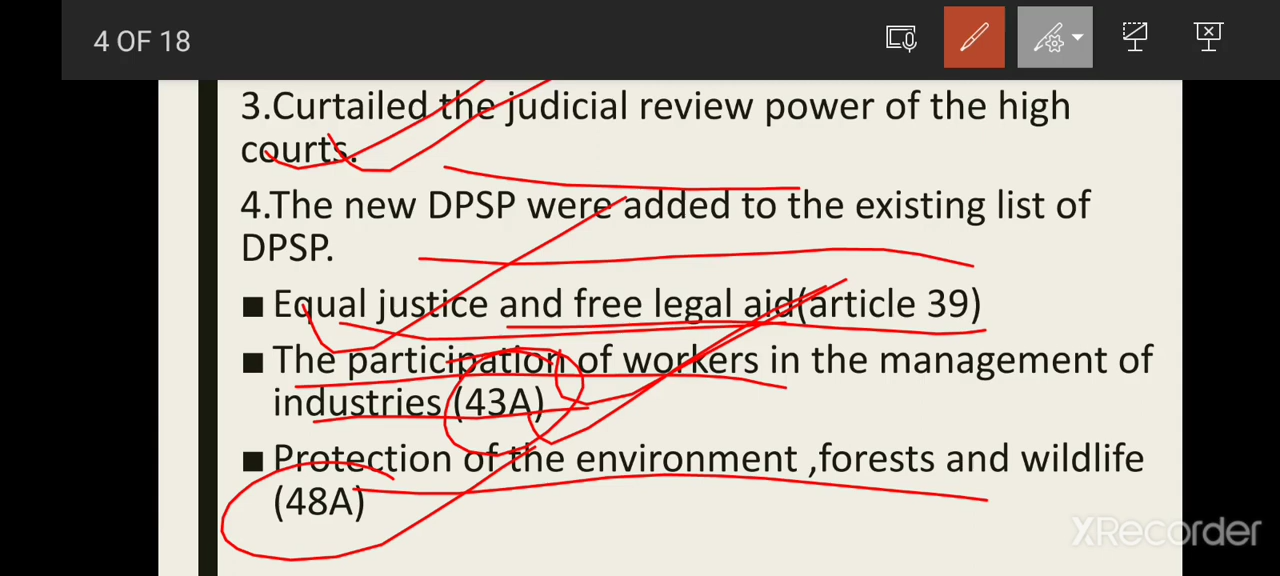 4 OF 18
3.Curtailed the judicial review power of the high
courts.
4.The new DPSP were added to the existing list of
DPSP.
■ Equal justice and free legal aid(article 39)
■ The participation of workers in the management of
industries (43A)
■ Protection of the environment ,forests and wildlife
(48A)
XRecorder